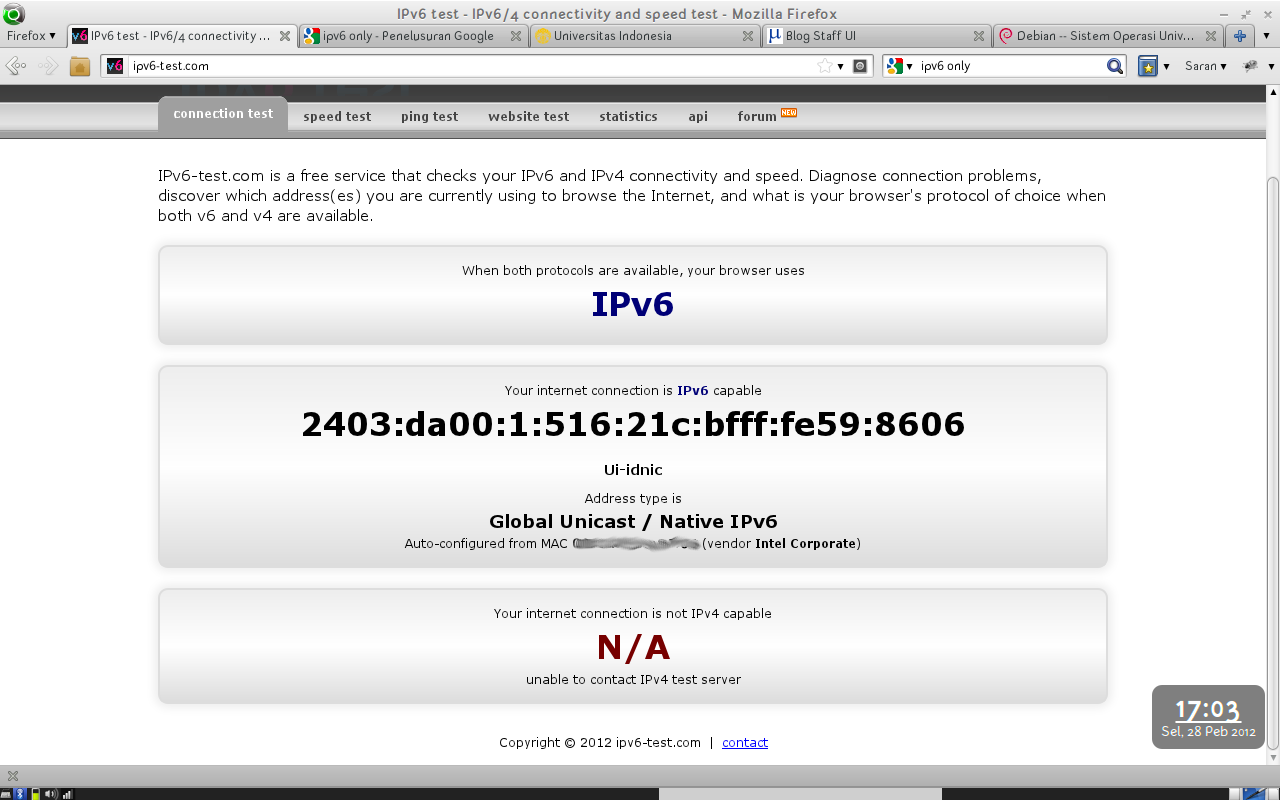 IPv6 test - IPv6/4 connectivity and speed test - Mozilla Firefox
Firefox
v6 IPv6 test - IPv6/4 connectivity ...
ipv6 only - Penelusuran Google
Universitas Indonesia
μ Blog Staff UI
Debian -- Sistem Operasi Univ...
v6 ipv6-test.com
ipv6 only
Saran
connection test
speed test
ping test
website test
statistics
api
forum NEW
IPv6-test.com is a free service that checks your IPv6 and IPv4 connectivity and speed. Diagnose connection problems,
discover which address(es) you are currently using to browse the Internet, and what is your browser's protocol of choice when
both v6 and v4 are available.
When both protocols are available, your browser uses
IPv6
Your internet connection is IPv6 capable
2403:da00:1:516:21c:bfff:fe59:8606
Ui-idnic
Address type is
Global Unicast / Native IPv6
Auto-configured from MAC (vendor Intel Corporate)
Your internet connection is not IPv4 capable
N/A
unable to contact IPv4 test server
17:03
Sel, 28 Peb 2012
Copyright © 2012 ipv6-test.com | contact